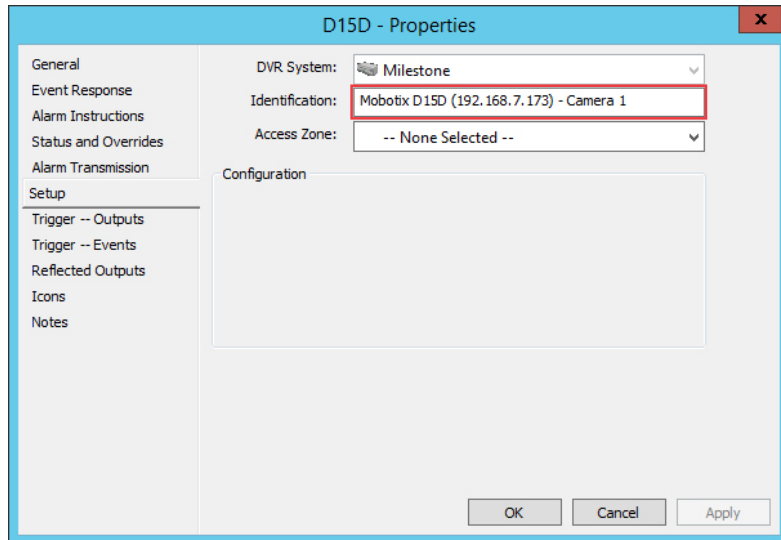 D15D - Properties
x
General
Event Response
Alarm Instructions
Status and Overrides
Alarm Transmission
Setup
Trigger -- Outputs
Trigger -- Events
Reflected Outputs
Icons
Notes
DVR System: Milestone
Identification: Mobotix D15D (192.168.7.173) - Camera 1
Access Zone: -- None Selected --
Configuration
OK Cancel Apply